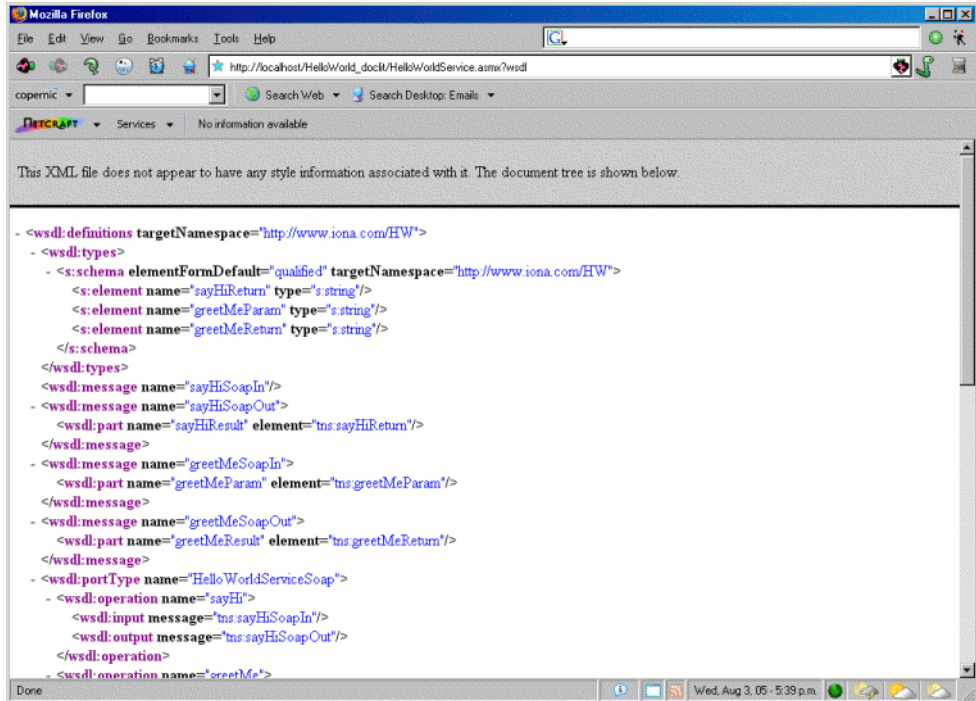 Mozilla Firefox
File Edit View Go Bookmarks Tools Help
G
http://localhost/HelloWorld_doclit/HelloWorldService.asmx?wsdl
copernic Search Web Search Desktop: Emails
NETCRAFT Services No information available
This XML file does not appear to have any style information associated with it. The document tree is shown below.
- <wsdl:definitions targetNamespace="http://www.iona.com/HW">
- <wsdl:types>
- <s:schema elementFormDefault="qualified" targetNamespace="http://www.iona.com/HW">
<s:element name="sayHiReturn" type="s:string"/>
<s:element name="greetMeParam" type="s:string"/>
<s:element name="greetMeReturn" type="s:string"/>
</s:schema>
</wsdl:types>
<wsdl:message name="sayHiSoapIn"/>
- <wsdl:message name="sayHiSoapOut">
<wsdl:part name="sayHiResult" element="tns:sayHiReturn"/>
</wsdl:message>
- <wsdl:message name="greetMeSoapIn">
<wsdl:part name="greetMeParam" element="tns:greetMeParam"/>
</wsdl:message>
- <wsdl:message name="greetMeSoapOut">
<wsdl:part name="greetMeResult" element="tns:greetMeReturn"/>
</wsdl:message>
- <wsdl:portType name="HelloWorldServiceSoap">
- <wsdl:operation name="sayHi">
<wsdl:input message="tns:sayHiSoapIn"/>
<wsdl:output message="tns:sayHiSoapOut"/>
</wsdl:operation>
- <wsdl:operation name="greetMe">
Done Wed, Aug 3, 05 - 5:39 p.m.